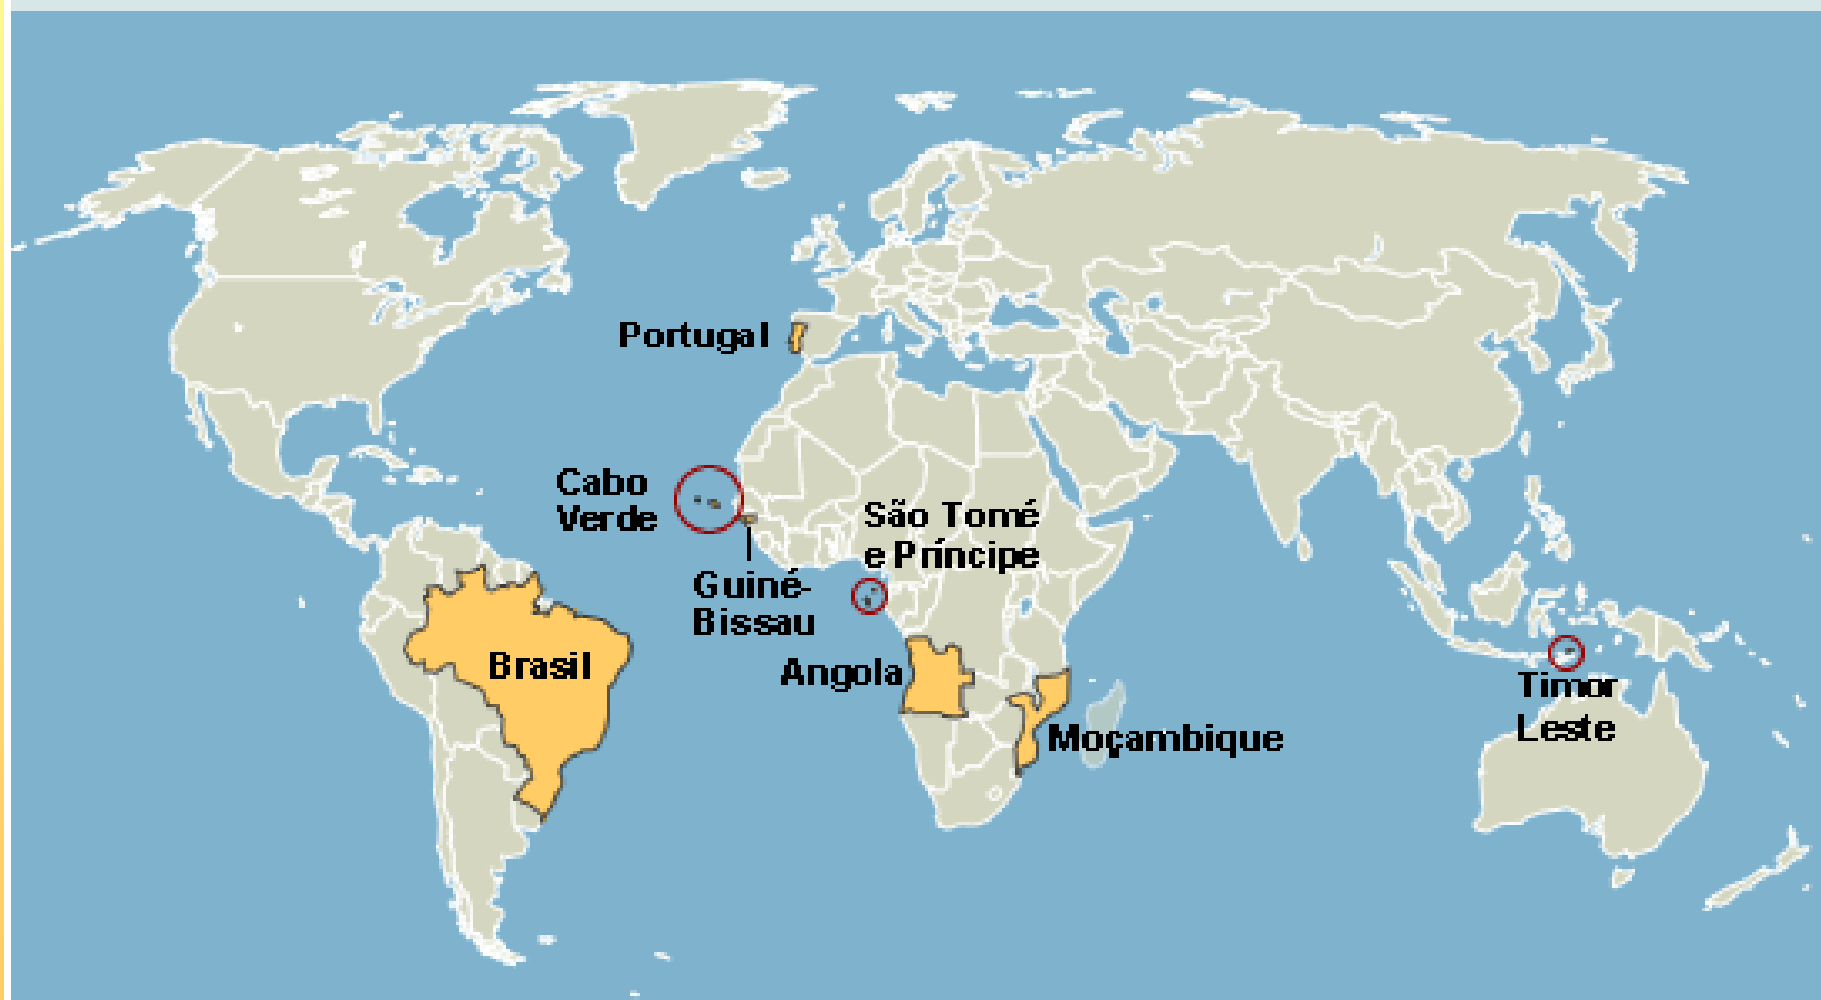 Portugal
Cabo
Verde
São Tomé
e Príncipe
Guiné-
Bissau
Brasil
Angola
Moçambique
Timor
Leste